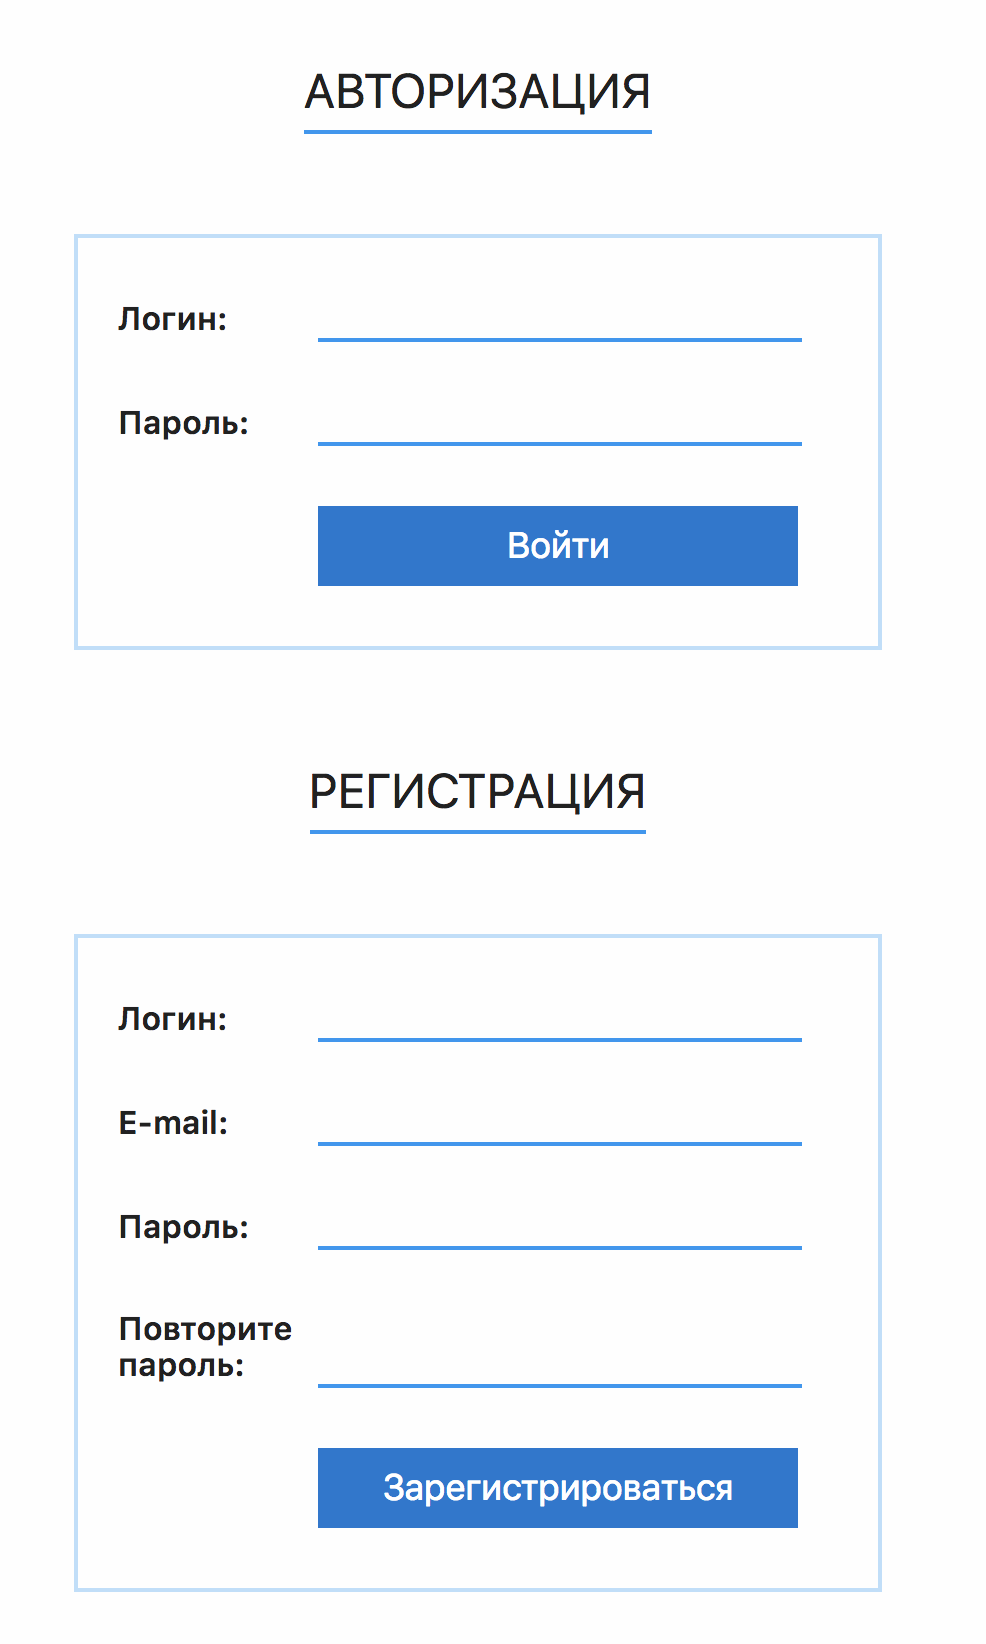 АВТОРИЗАЦИЯ
Логин:
Пароль:
Войти
РЕГИСТРАЦИЯ
Логин:
E-mail:
Пароль:
Повторите
пароль:
Зарегистрироваться